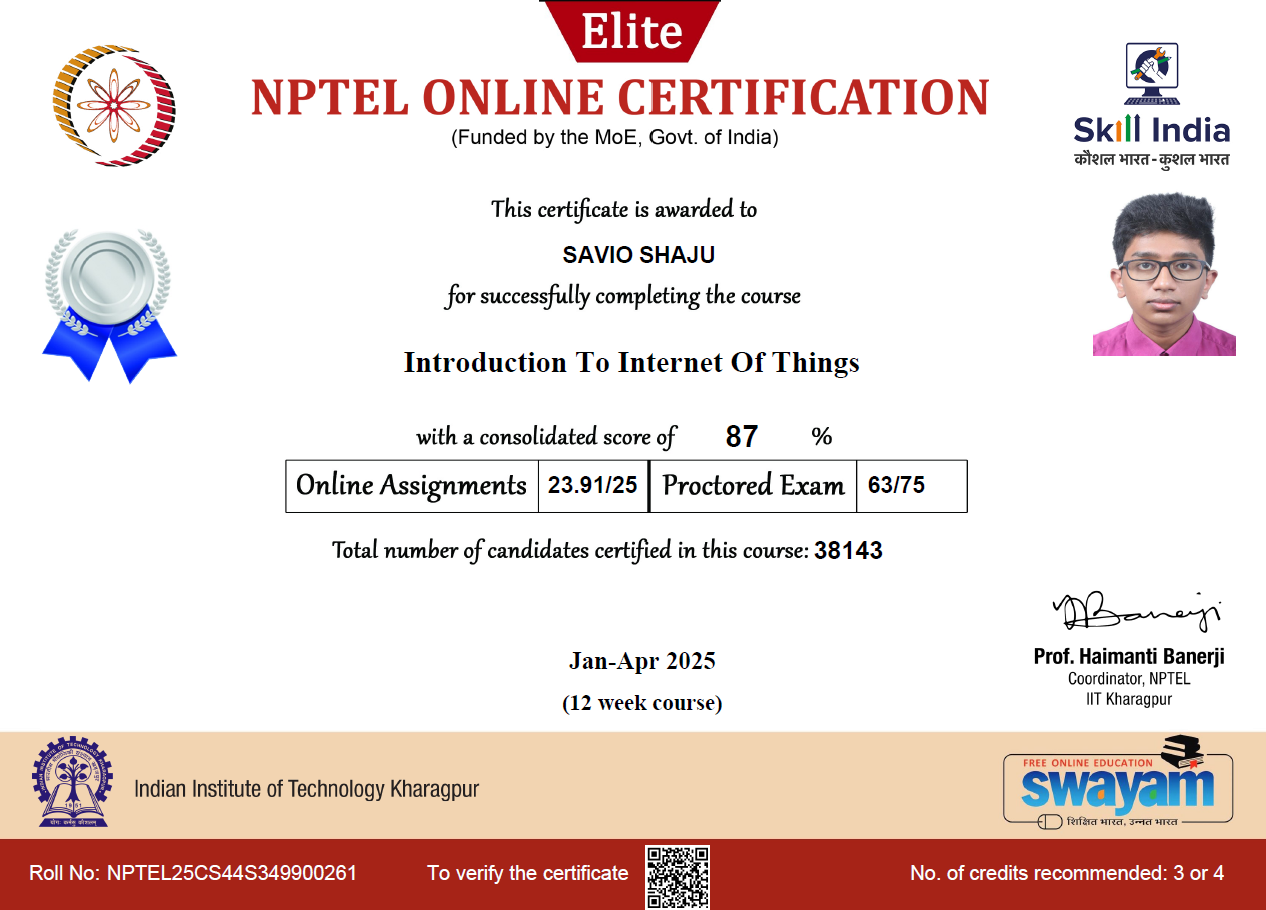 Elite
NPTEL ONLINE CERTIFICATION
(Funded by the MoE, Govt. of India)
Skill India
कौशल भारत - कुशल भारत
This certificate is awarded to
SAVIO SHAJU
for successfully completing the course
Introduction To Internet Of Things
with a consolidated score of 87 %
Online Assignments 23.91/25 Proctored Exam 63/75
Total number of candidates certified in this course: 38143
Jan-Apr 2025
(12 week course)
Prof. Haimanti Banerji
Coordinator, NPTEL
IIT Kharagpur
Indian Institute of Technology Kharagpur
FREE ONLINE EDUCATION
swayam
शिक्षित भारत, उन्नत भारत
Roll No: NPTEL25CS44S349900261 To verify the certificate No. of credits recommended: 3 or 4